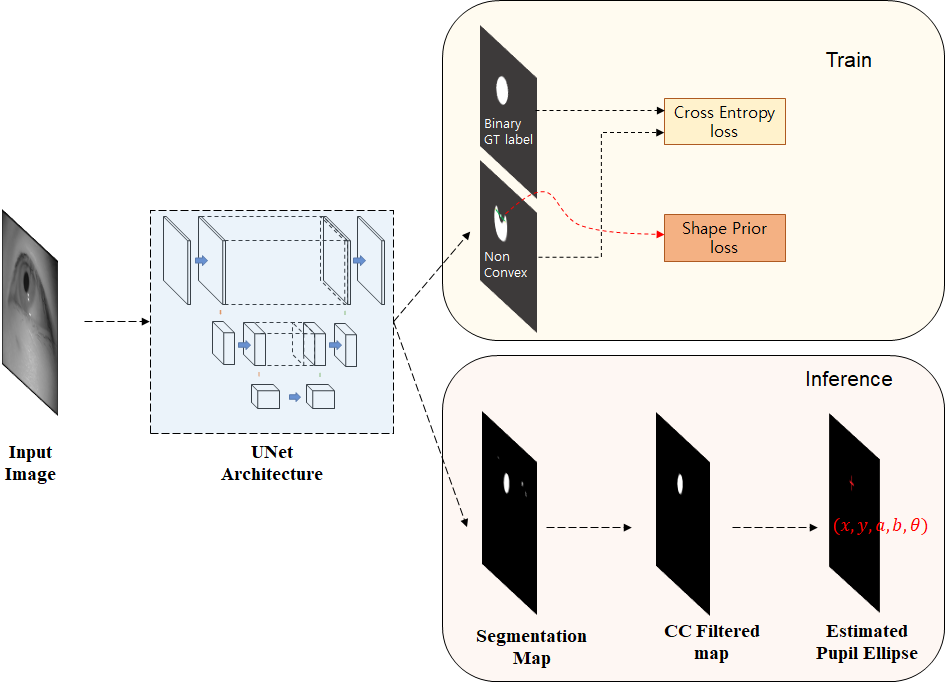 Train
Binary
GT label
Cross Entropy
loss
Non
Convex
Shape Prior
loss
Input
Image
UNet
Architecture
Inference
(x, y, a, b, θ)
Segmentation
Map
CC Filtered
map
Estimated
Pupil Ellipse